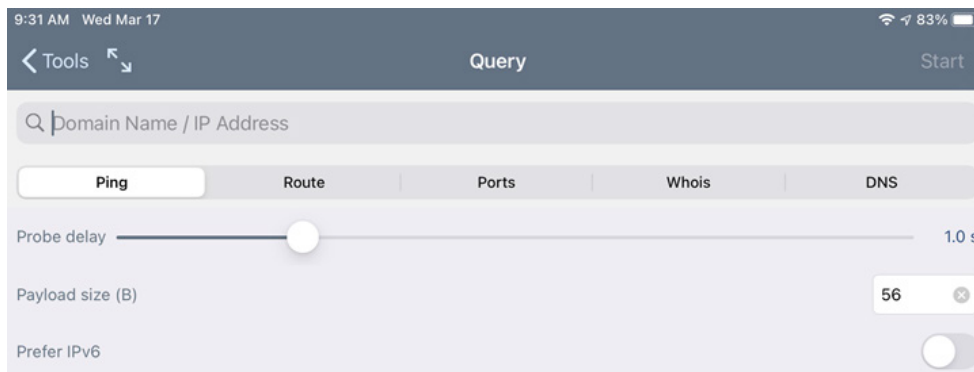 9:31 AM Wed Mar 17 83%
Tools Query Start
Domain Name / IP Address
Ping Route Ports Whois DNS
Probe delay 1.0 s
Payload size (B) 56
Prefer IPv6